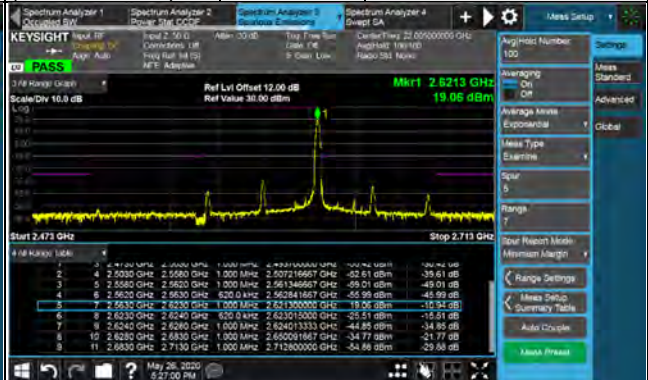 Spectrum Analyzer 1
Occupied BW
Spectrum Analyzer 2
Power Stat CCDF
Spectrum Analyzer 3
Spurious Emissions
Spectrum Analyzer 4
Swept SA
Meas Setup
KEYSIGHT
Input: RF
Coupling: DC
Align: Auto
Input Z: 50 Ω
Corrections: Off
Freq Ref: Int (S)
NFE: Adaptive
Atten: 30 dB
Trig: Free Run
Gate: Off
IF Gain: Low
Center Freq: 22.005000000 GHz
Avg|Hold: 100/100
Radio Std: None
PASS
3 All Range Graph
Scale/Div 10.0 dB
Ref Lvl Offset 12.00 dB
Ref Value 30.00 dBm
Mkr1 2.6213 GHz
19.06 dBm
Log
1
Start 2.473 GHz
Stop 2.713 GHz
4 All Range Table
2 4 2.5030 GHz 2.5580 GHz 1.000 MHz 2.507216667 GHz -52.61 dBm -39.61 dB
3 5 2.5580 GHz 2.5620 GHz 1.000 MHz 2.561346667 GHz -59.01 dBm -49.01 dB
4 6 2.5620 GHz 2.5630 GHz 620.0 kHz 2.562841667 GHz -55.99 dBm -45.99 dB
5 7 2.5635 GHz 2.6230 GHz 1.000 MHz 2.621300000 GHz 19.06 dBm -10.94 dB
6 8 2.6230 GHz 2.6240 GHz 620.0 kHz 2.623015000 GHz -25.51 dBm -15.51 dB
7 9 2.6240 GHz 2.6280 GHz 1.000 MHz 2.624013333 GHz -44.85 dBm -34.85 dB
8 10 2.6280 GHz 2.6830 GHz 1.000 MHz 2.650091667 GHz -34.77 dBm -21.77 dB
9 11 2.6830 GHz 2.7130 GHz 1.000 MHz 2.712800000 GHz -54.88 dBm -29.88 dB
May 26, 2020
5:27:00 PM
Avg|Hold Number
100
Averaging
On
Off
Average Mode
Exponential
Meas Type
Examine
Spur
5
Range
7
Spur Report Mode
Minimum Margin
Range Settings
Meas Setup
Summary Table
Auto Couple
Meas Preset
Settings
Meas
Standard
Advanced
Global